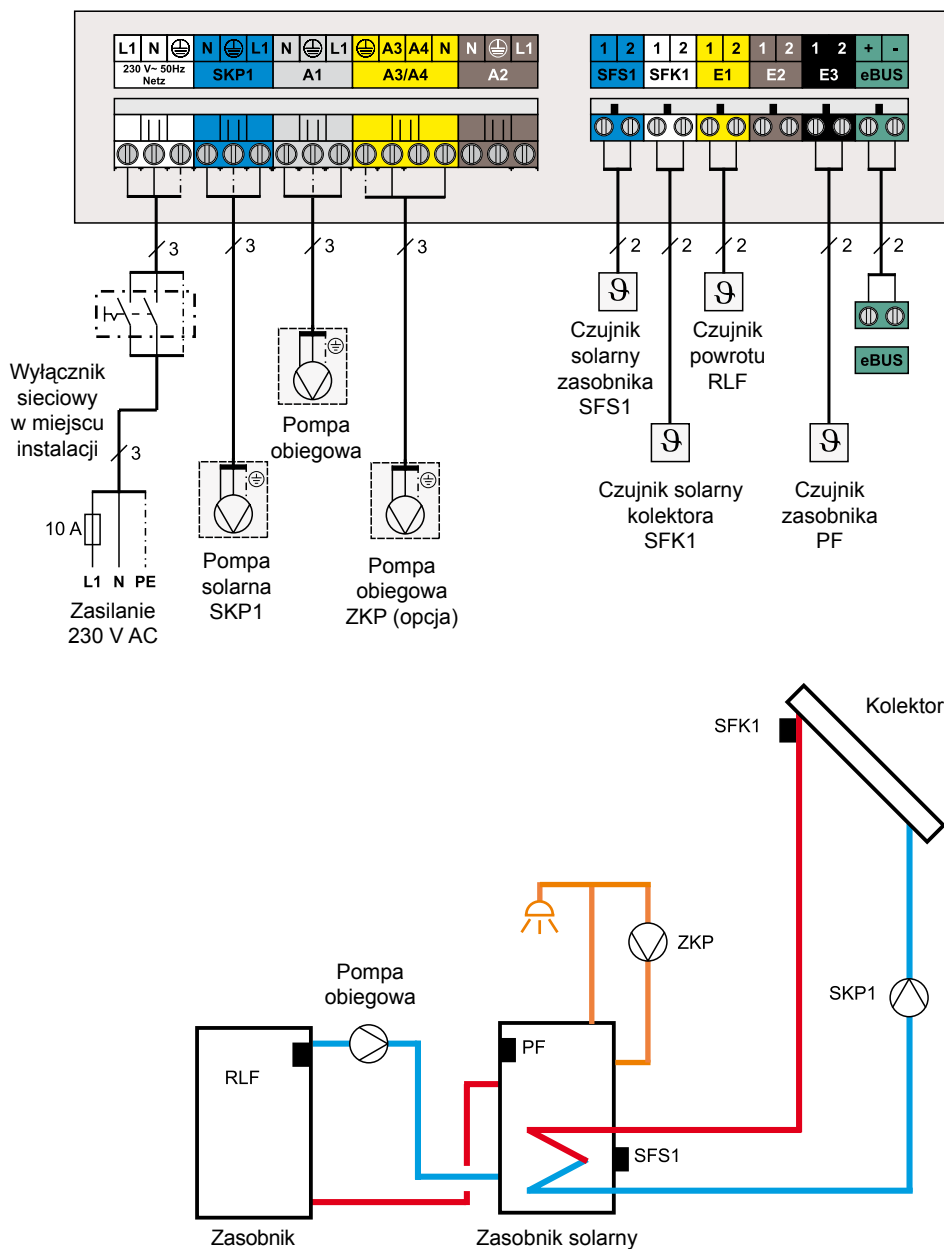 L1 N N L1 N L1 A3 A4 N N L1
230 V~ 50Hz
Netz
SKP1 A1 A3/A4 A2
1 2 1 2 1 2 1 2 1 2 + -
SFS1 SFK1 E1 E2 E3 eBUS
3 3 3 3 2 2 2 2 2
ϑ ϑ
Czujnik
solarny
zasobnika
SFS1
Czujnik
powrotu
RLF
eBUS
Wyłącznik
sieciowy
w miejscu
instalacji
3
Pompa
obiegowa
ϑ ϑ
Czujnik solarny
kolektora
SFK1
Czujnik
zasobnika
PF
10 A
L1 N PE
Zasilanie
230 V AC
Pompa
solarna
SKP1
Pompa
obiegowa
ZKP (opcja)
Kolektor
SFK1
ZKP
SKP1
Pompa
obiegowa
PF
RLF
SFS1
Zasobnik
Zasobnik solarny